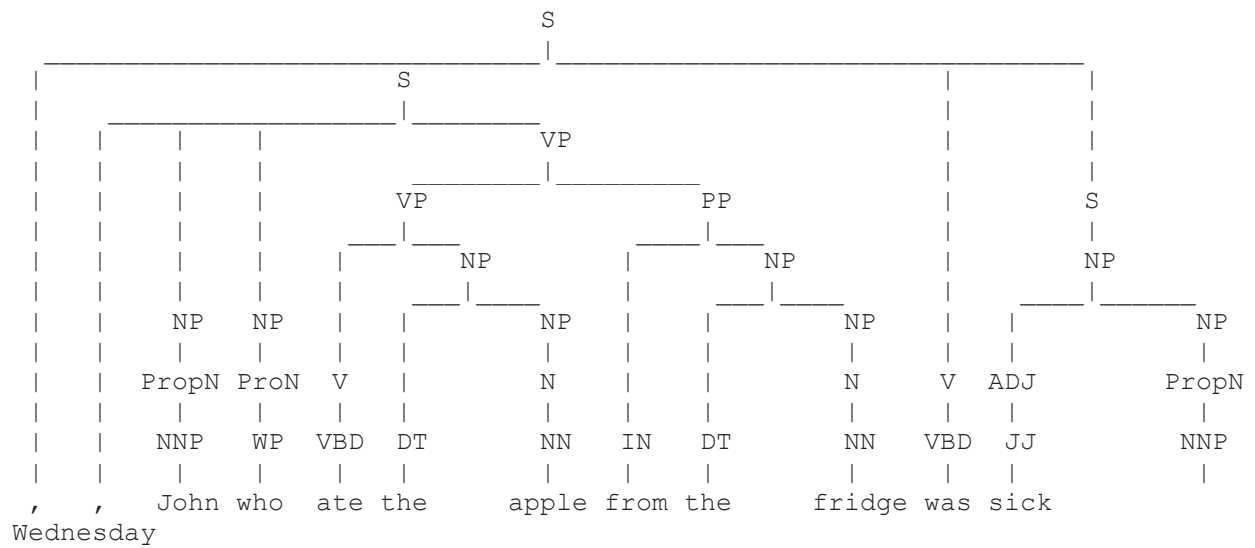 S
S
VP
VP PP S
NP NP NP
NP NP NP NP NP
PropN ProN V N N V ADJ PropN
NNP WP VBD DT NN IN DT NN VBD JJ NNP
, , John who ate the apple from the fridge was sick
Wednesday